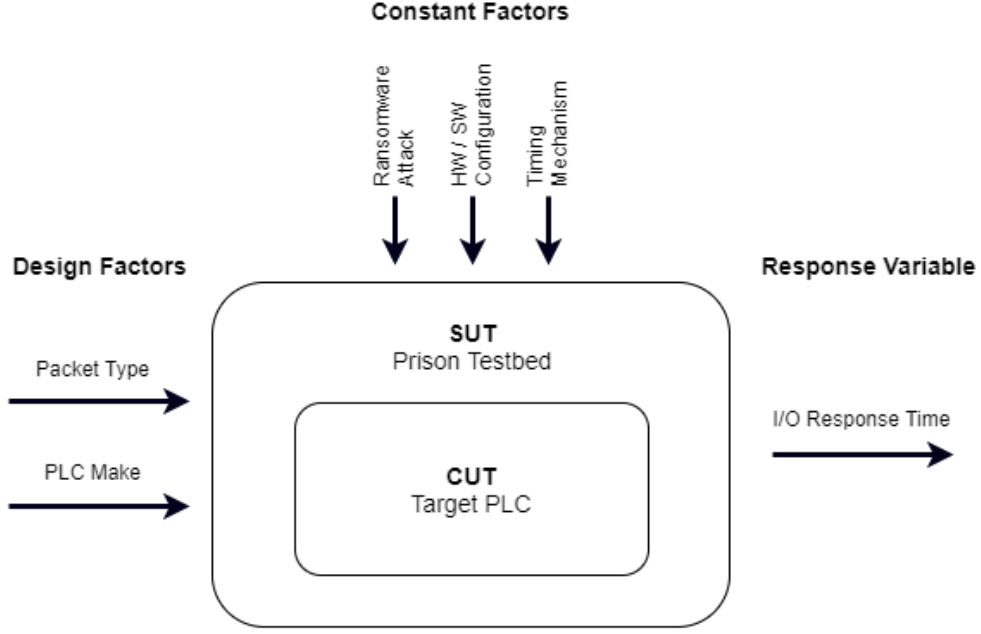 Constant Factors
Ransomware
Attack
HW / SW
Configuration
Timing
Mechanism
Design Factors
Response Variable
SUT
Prison Testbed
Packet Type
I/O Response Time
PLC Make
CUT
Target PLC